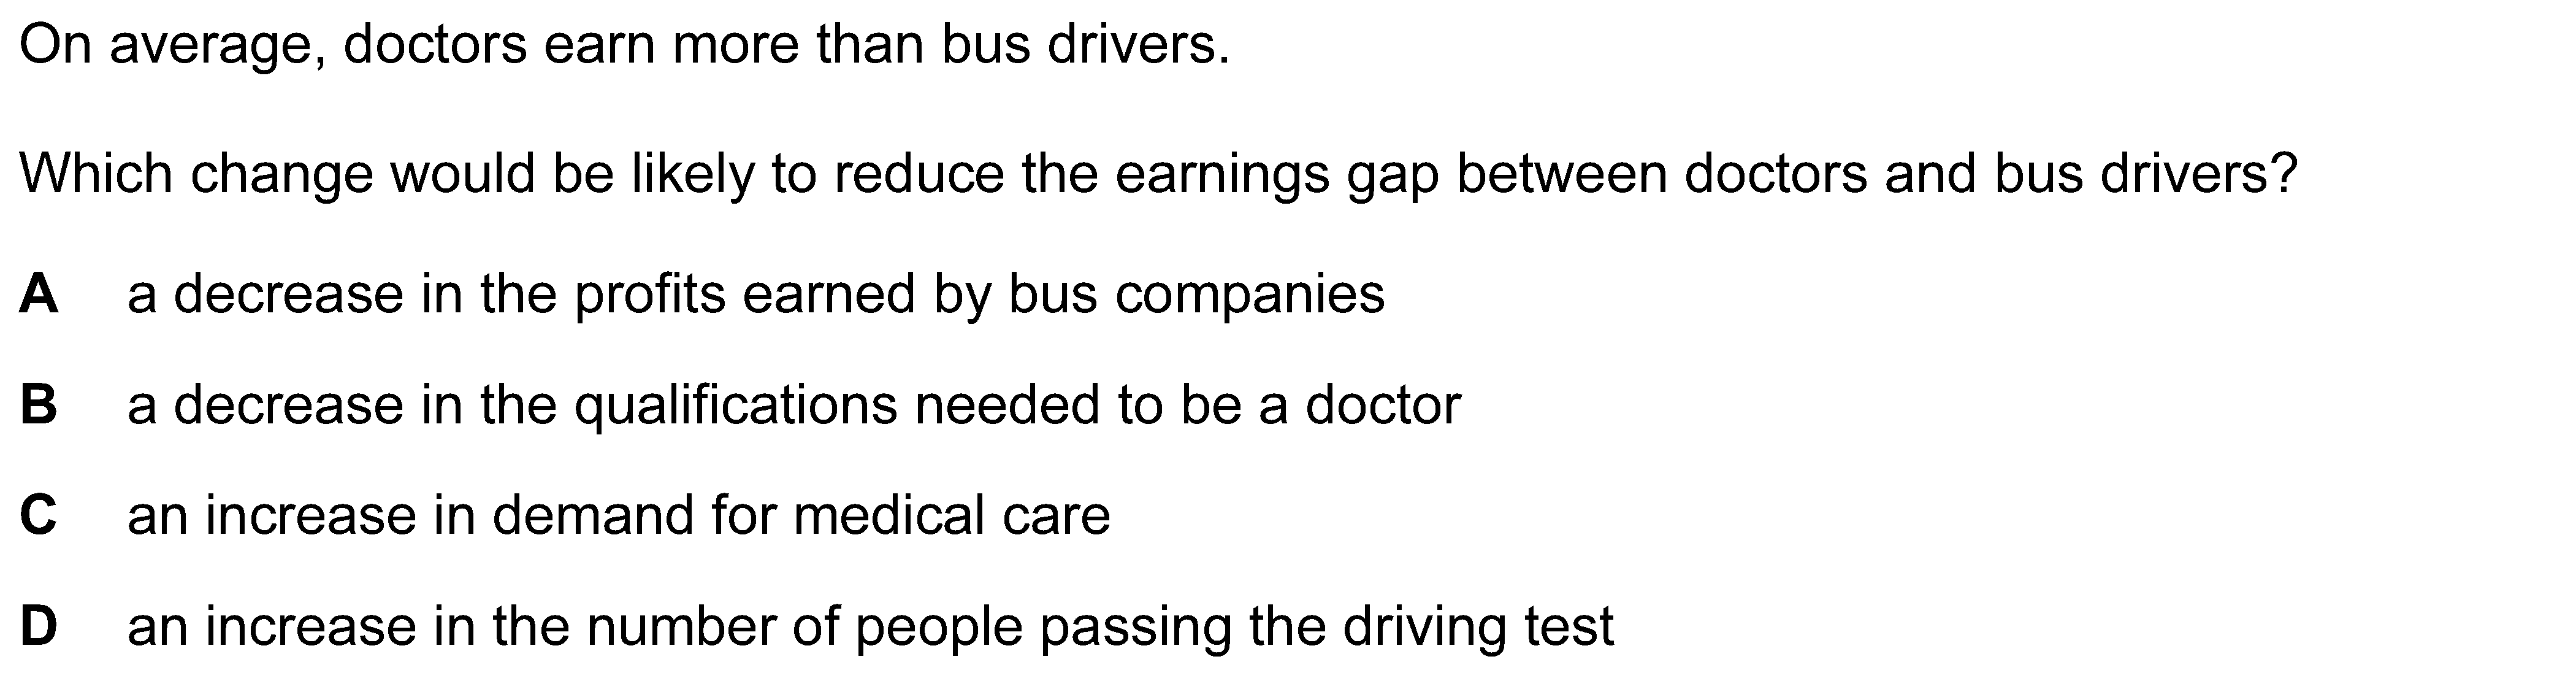 On average, doctors earn more than bus drivers.
Which change would be likely to reduce the earnings gap between doctors and bus drivers?
A a decrease in the profits earned by bus companies
B a decrease in the qualifications needed to be a doctor
C an increase in demand for medical care
D an increase in the number of people passing the driving test